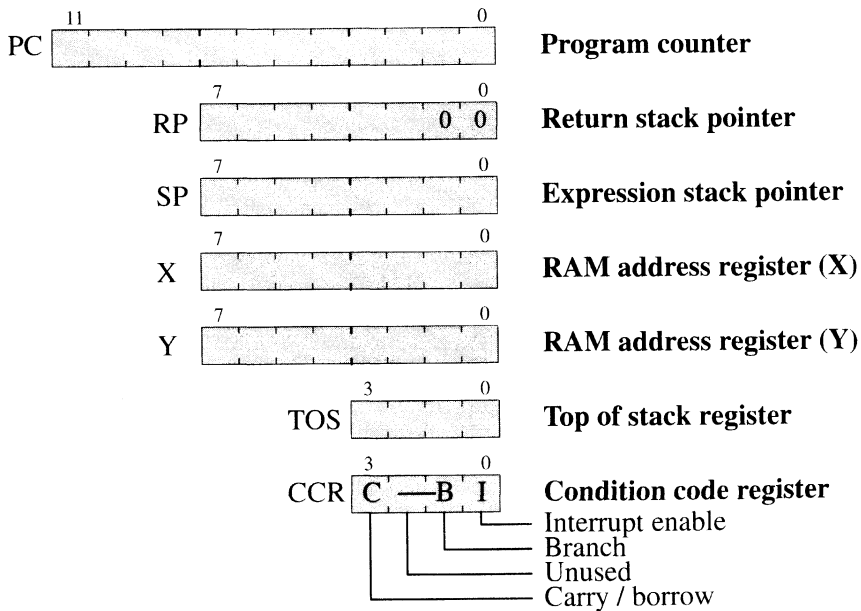 11 0
PC Program counter
7 0
RP 0 0 Return stack pointer
7 0
SP Expression stack pointer
7 0
X RAM address register (X)
7 0
Y RAM address register (Y)
3 0
TOS Top of stack register
3 0
CCR C — B I Condition code register
Interrupt enable
Branch
Unused
Carry / borrow